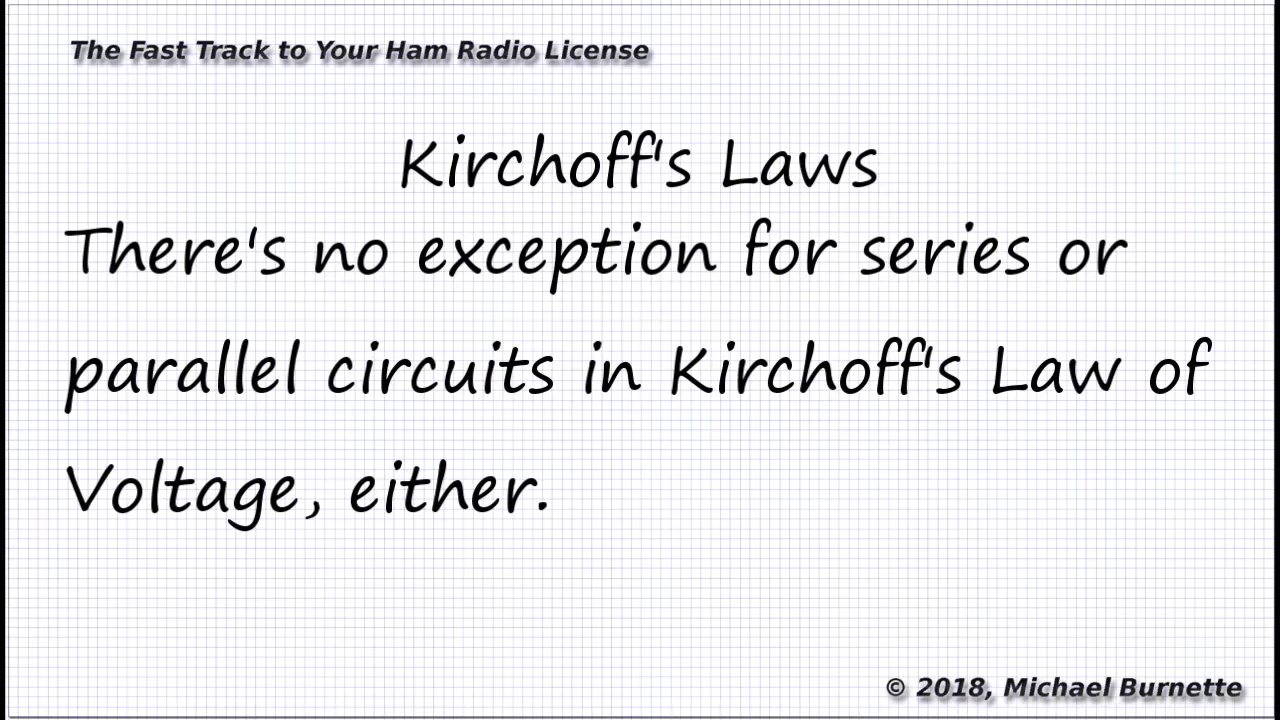 The Fast Track to Your Ham Radio License
Kirchoff's Laws
There's no exception for series or
parallel circuits in Kirchoff's Law of
Voltage, either.
© 2018, Michael Burnette